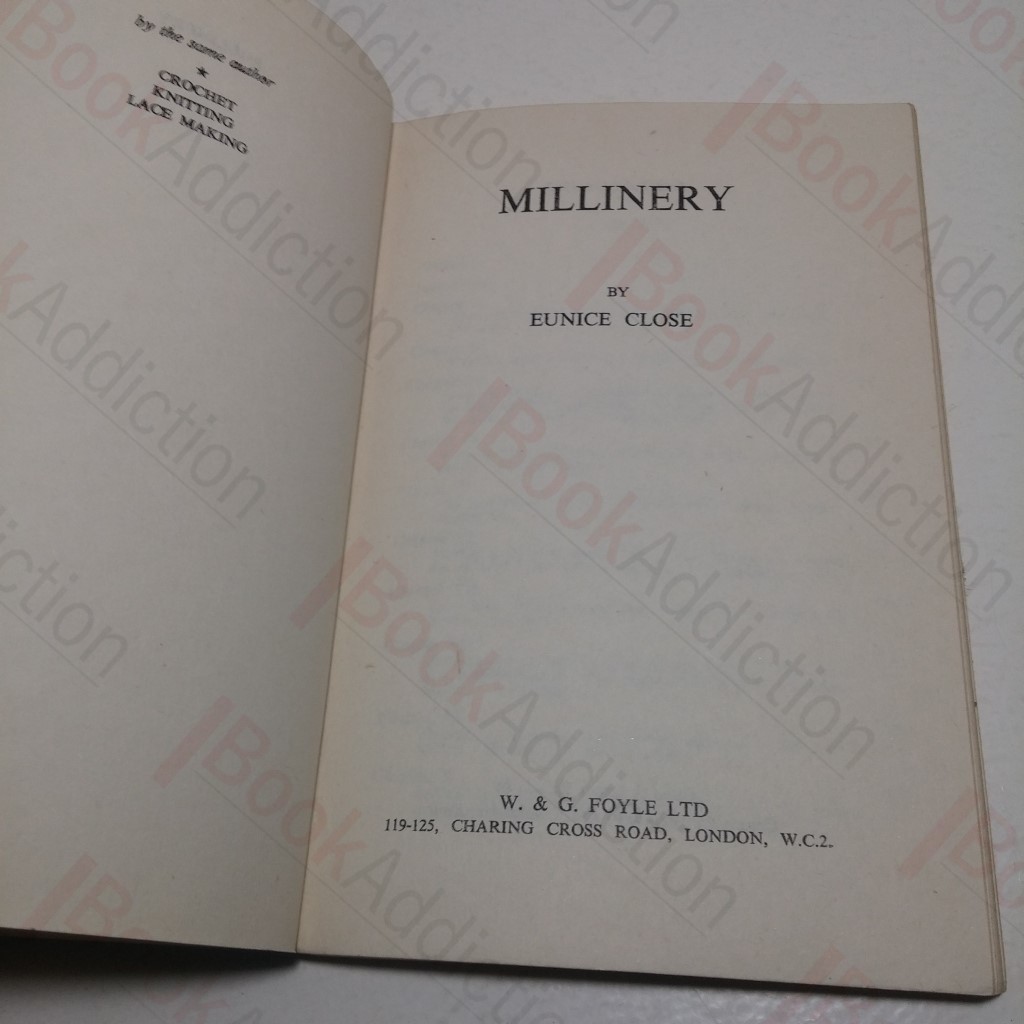 by the same author
★
CROCHET
KNITTING
LACE MAKING
MILLINERY
BY
EUNICE CLOSE
W. & G. FOYLE LTD
119-125, CHARING CROSS ROAD, LONDON, W.C.2.
BookAddiction